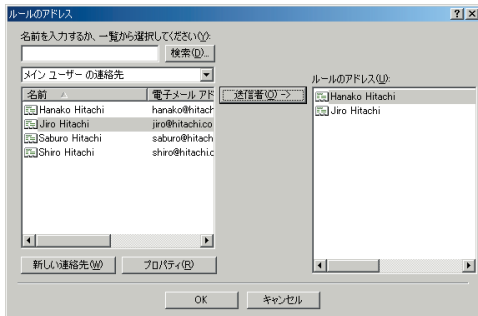 ルールのアドレス
名前を入力するか、一覧から選択してください(Y):
検索(D)...
メイン ユーザー の連絡先
名前
電子メール アド
Hanako Hitachi
hanako@hitach
Jiro Hitachi
jiro@hitachi.co
Saburo Hitachi
saburo@hitach
Shiro Hitachi
shiro@hitachi.c
新しい連絡先(W)
プロパティ(R)
送信者(O) ->
ルールのアドレス(U):
Hanako Hitachi
Jiro Hitachi
OK
キャンセル